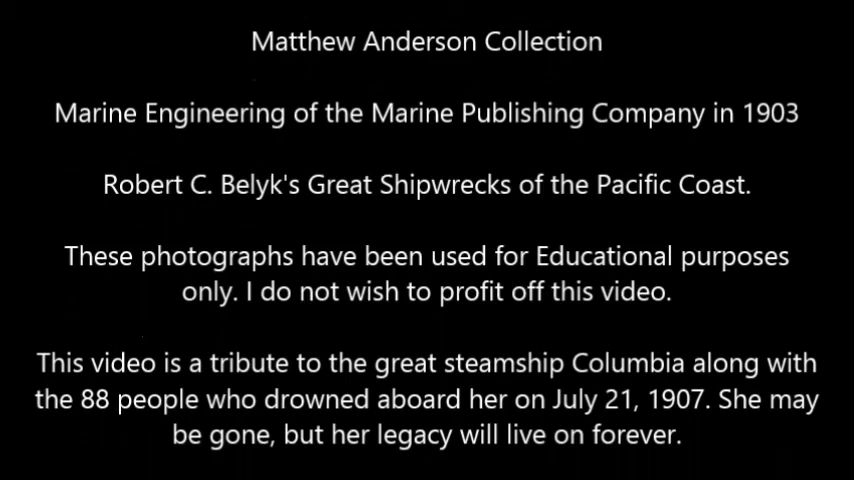 Matthew Anderson Collection
Marine Engineering of the Marine Publishing Company in 1903
Robert C. Belyk's Great Shipwrecks of the Pacific Coast.
These photographs have been used for Educational purposes
only. I do not wish to profit off this video.
This video is a tribute to the great steamship Columbia along with
the 88 people who drowned aboard her on July 21, 1907. She may
be gone, but her legacy will live on forever.